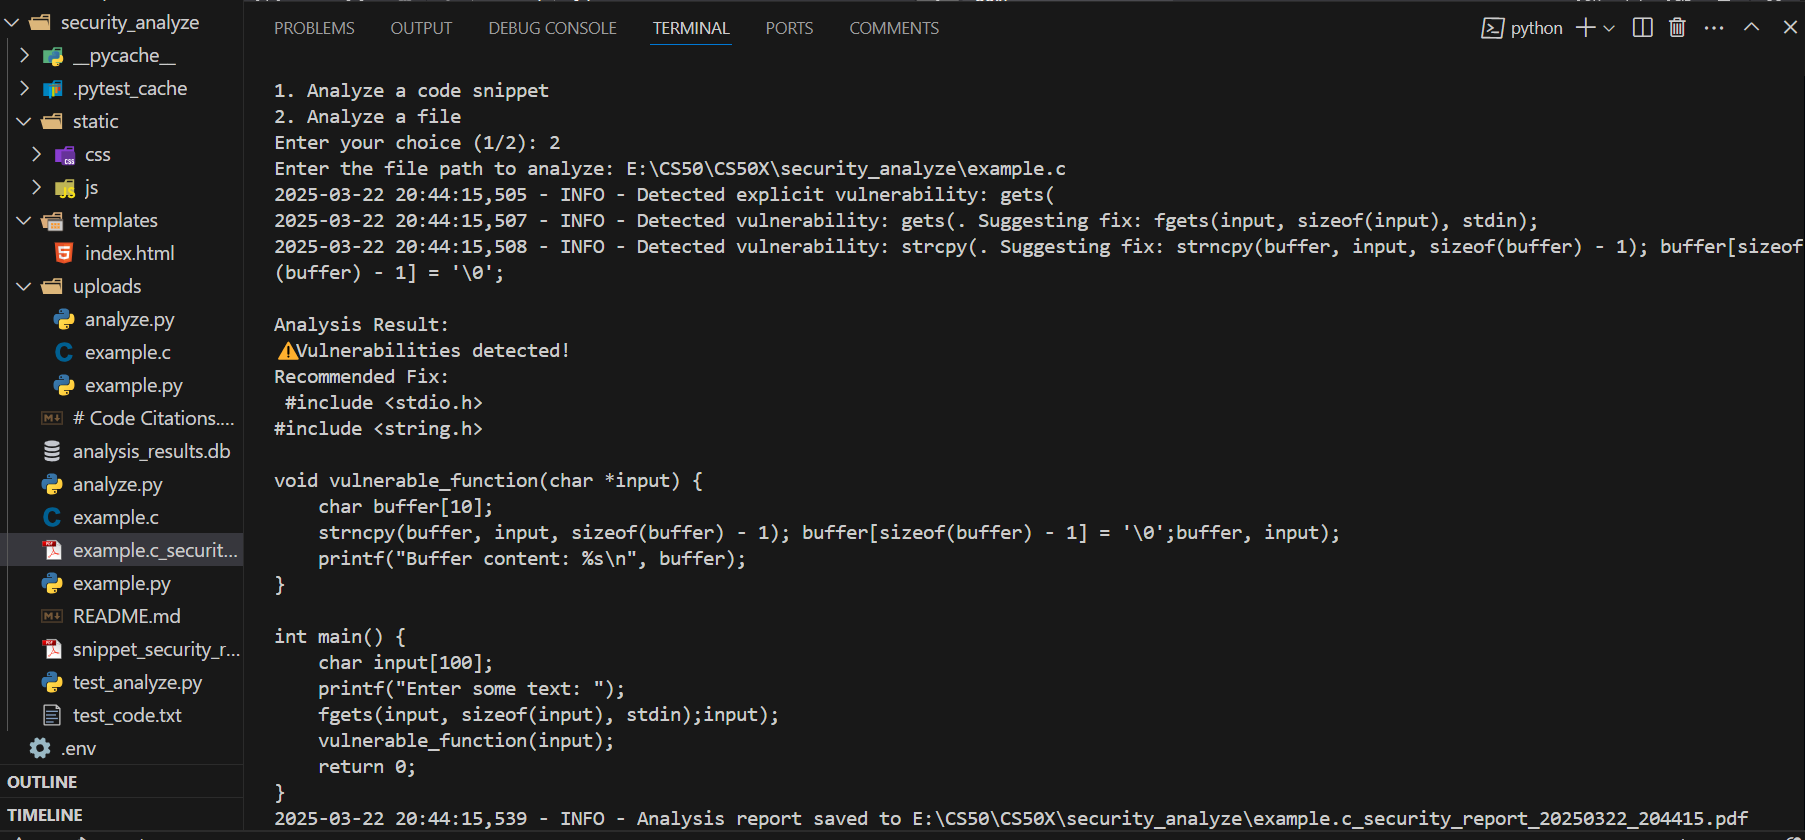 security_analyze
__pycache__
.pytest_cache
static
css
js
templates
index.html
uploads
analyze.py
example.c
example.py
# Code Citations....
analysis_results.db
analyze.py
example.c
example.c_securit...
example.py
README.md
snippet_security_r...
test_analyze.py
test_code.txt
.env
OUTLINE
TIMELINE
PROBLEMS OUTPUT DEBUG CONSOLE TERMINAL PORTS COMMENTS python
1. Analyze a code snippet
2. Analyze a file
Enter your choice (1/2): 2
Enter the file path to analyze: E:\CS50\CS50X\security_analyze\example.c
2025-03-22 20:44:15,505 - INFO - Detected explicit vulnerability: gets(
2025-03-22 20:44:15,507 - INFO - Detected vulnerability: gets(. Suggesting fix: fgets(input, sizeof(input), stdin);
2025-03-22 20:44:15,508 - INFO - Detected vulnerability: strcpy(. Suggesting fix: strncpy(buffer, input, sizeof(buffer) - 1); buffer[sizeof
(buffer) - 1] = '\0';
Analysis Result:
⚠️Vulnerabilities detected!
Recommended Fix:
#include <stdio.h>
#include <string.h>
void vulnerable_function(char *input) {
char buffer[10];
strncpy(buffer, input, sizeof(buffer) - 1); buffer[sizeof(buffer) - 1] = '\0';buffer, input);
printf("Buffer content: %s\n", buffer);
}
int main() {
char input[100];
printf("Enter some text: ");
fgets(input, sizeof(input), stdin);input);
vulnerable_function(input);
return 0;
}
2025-03-22 20:44:15,539 - INFO - Analysis report saved to E:\CS50\CS50X\security_analyze\example.c_security_report_20250322_204415.pdf